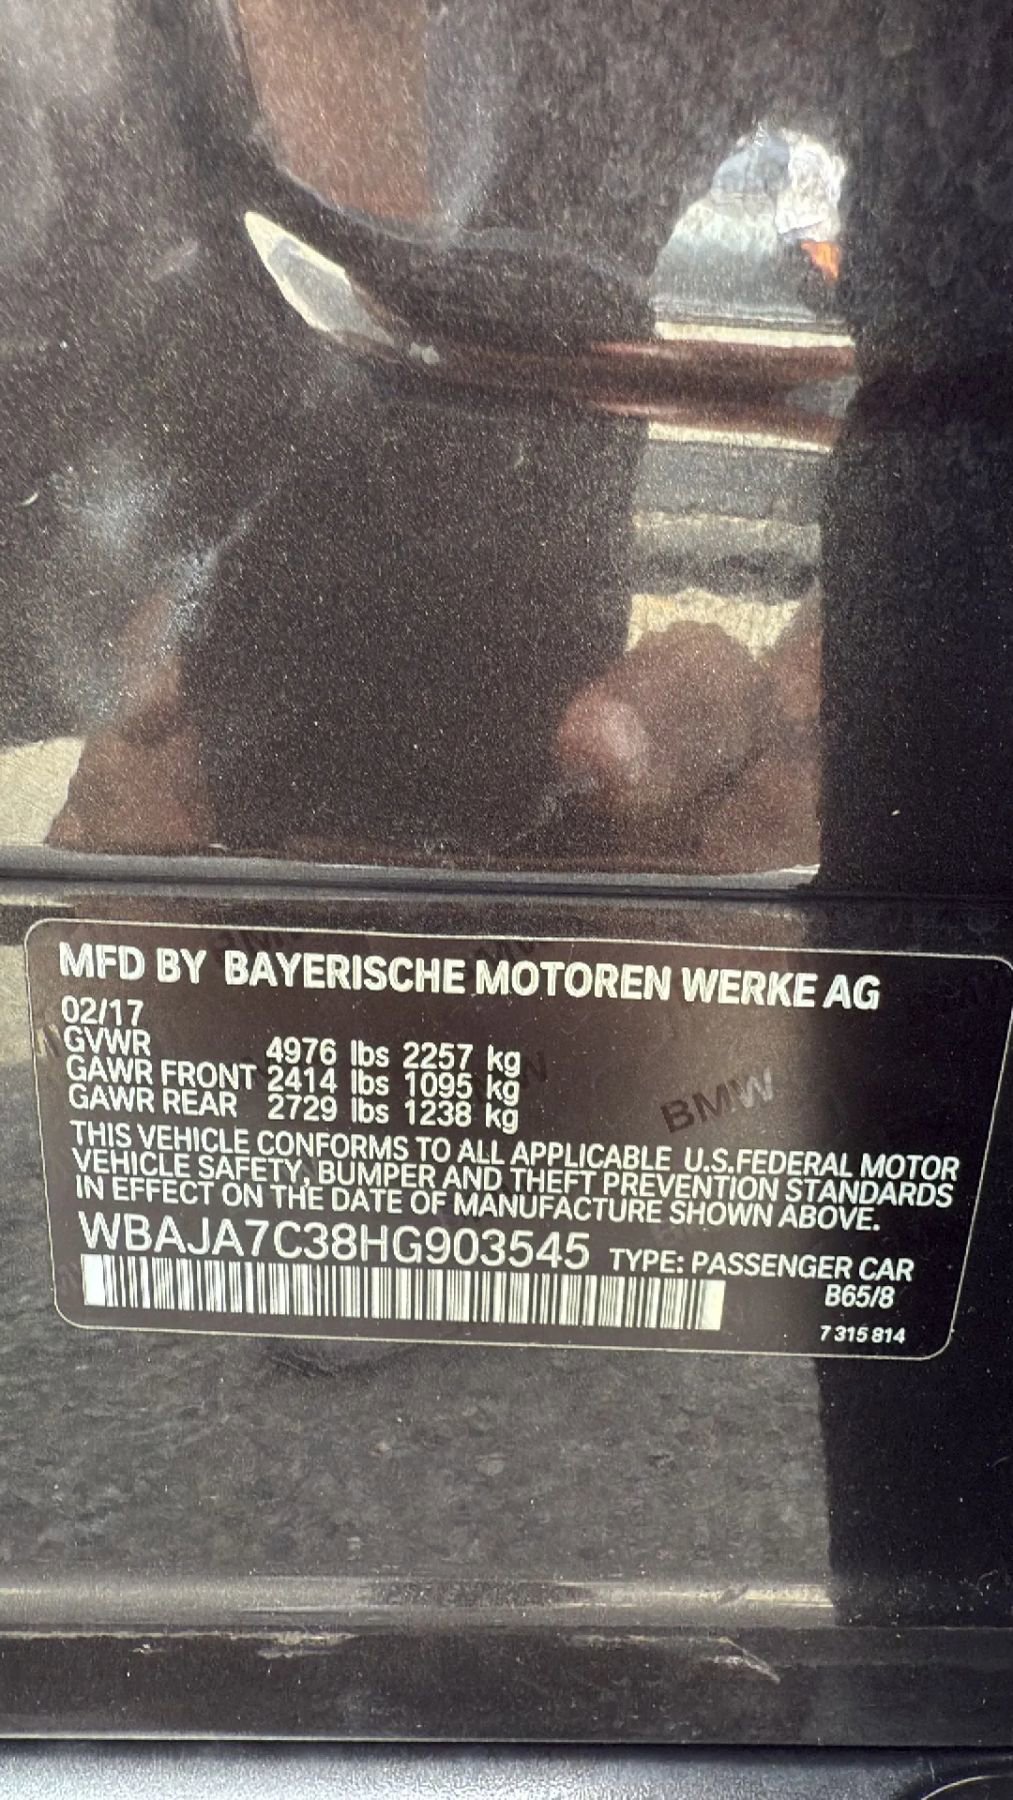 MFD BY BAYERISCHE MOTOREN WERKE AG
02/17
GVWR 4976 lbs 2257 kg
GAWR FRONT 2414 lbs 1095 kg
GAWR REAR 2729 lbs 1238 kg
THIS VEHICLE CONFORMS TO ALL APPLICABLE U.S.FEDERAL MOTOR
VEHICLE SAFETY, BUMPER AND THEFT PREVENTION STANDARDS
IN EFFECT ON THE DATE OF MANUFACTURE SHOWN ABOVE.
WBAJA7C38HG903545 TYPE: PASSENGER CAR
B65/8
7 315 814
BMW